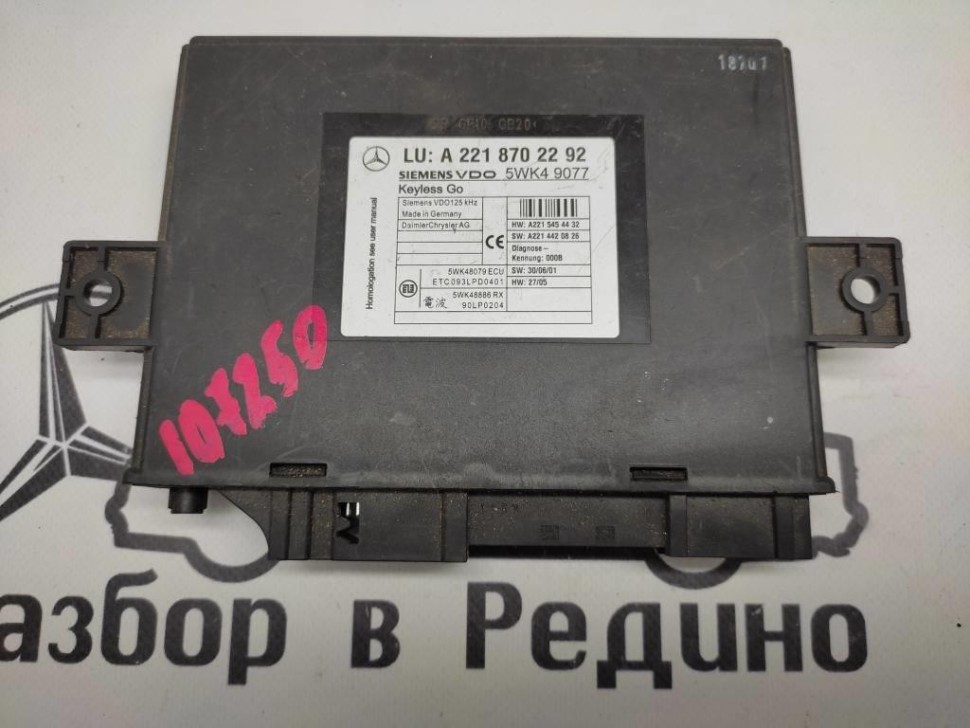 18707
LU: A 221 870 22 92
SIEMENS VDO 5WK4 9077
Keyless Go
Homologation see user manual
Siemens VDO125 kHz
Made in Germany
DaimlerChrysler AG
CE
HW: A221 545 44 32
SW: A221 442 08 26
Diagnose-
Kennung: 000B
SW: 30/06/01
HW: 27/05
5WK48079 ECU
ETC093LPD0401
5WK48886 RX
電波 90LP0204
107250
азбор в Редино